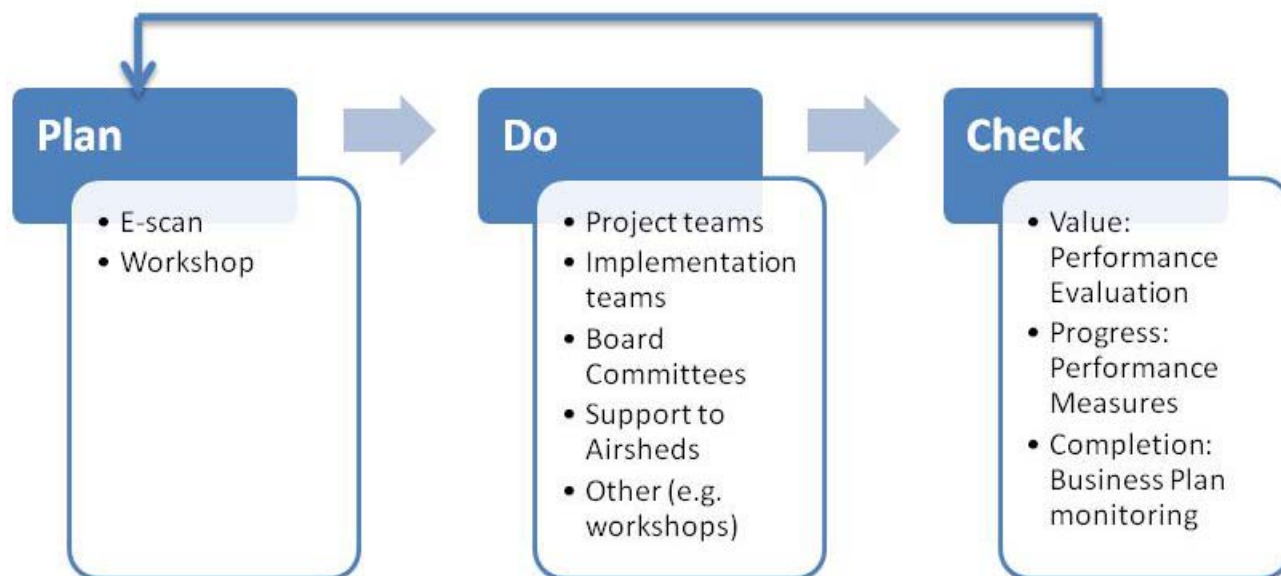 Plan
• E-scan
• Workshop
Do
• Project teams
• Implementation
teams
• Board
Committees
• Support to
Airsheds
• Other (e.g.
workshops)
Check
• Value:
Performance
Evaluation
• Progress:
Performance
Measures
• Completion:
Business Plan
monitoring